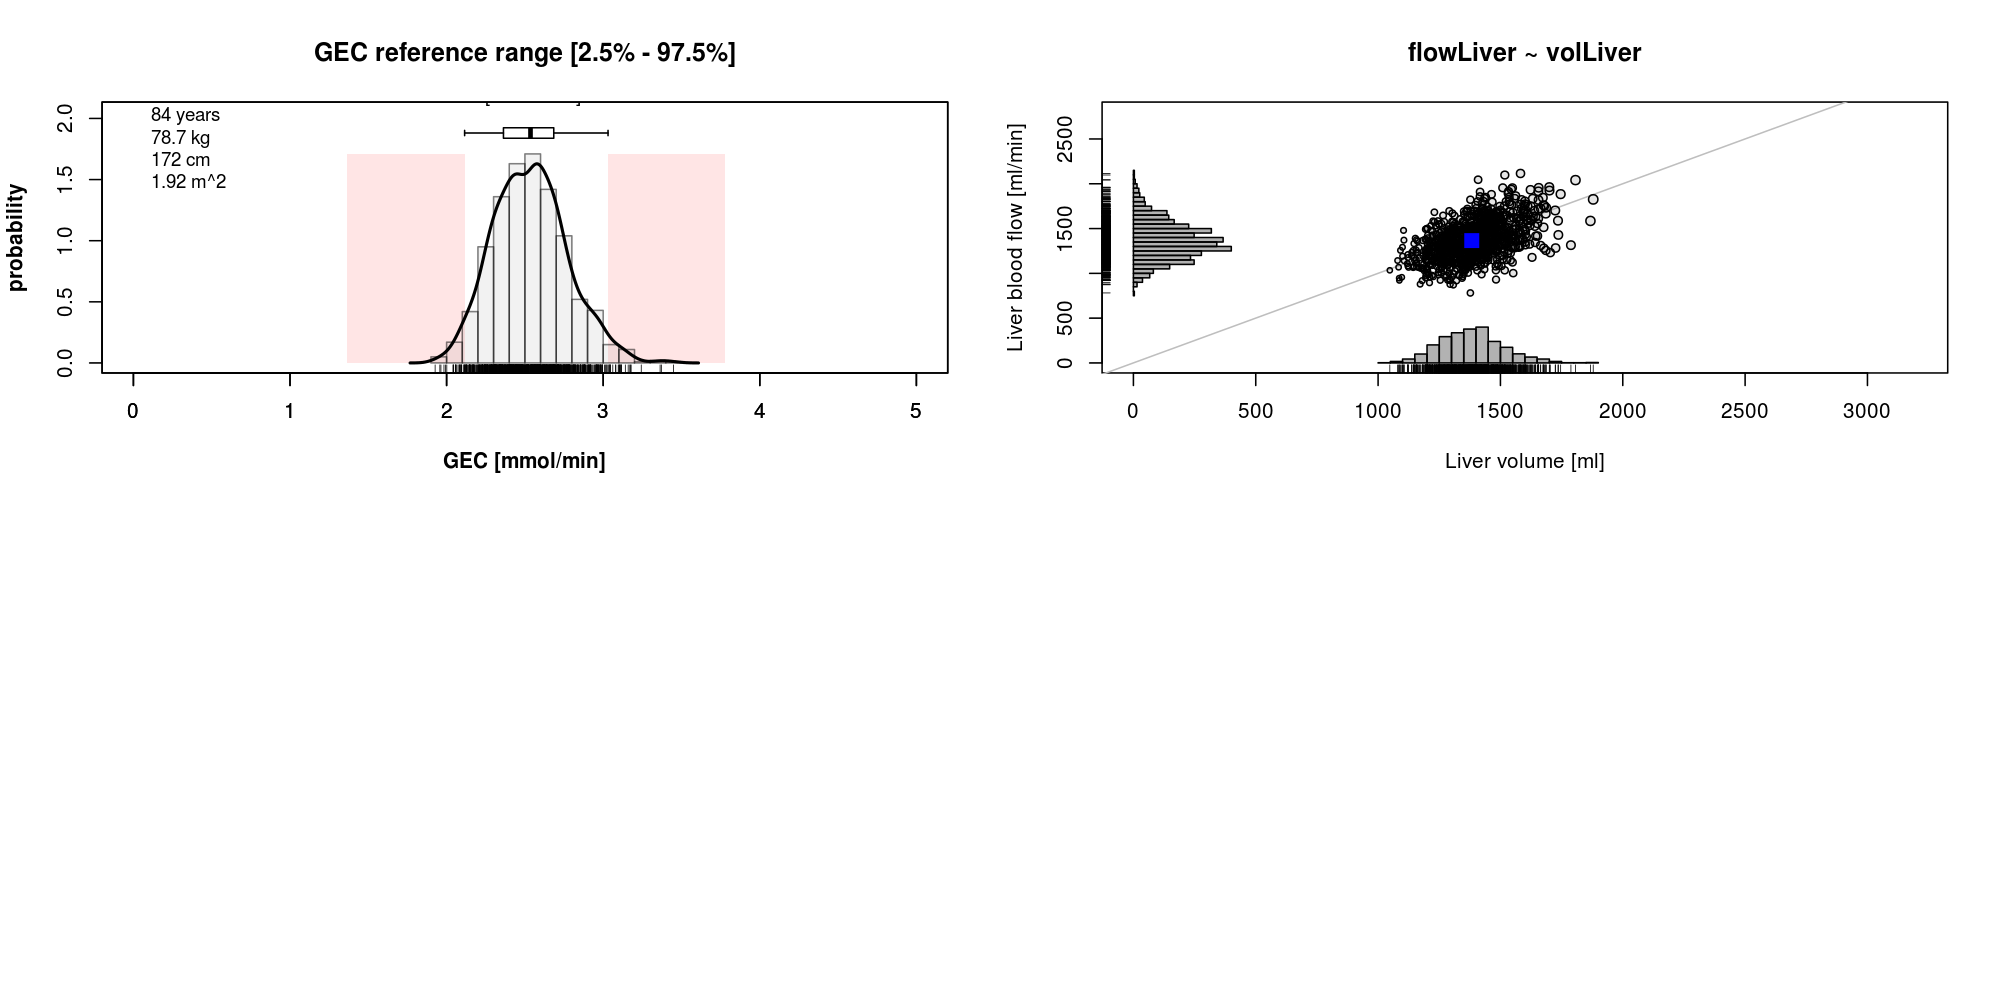 GEC reference range [2.5% - 97.5%]
84 years
78.7 kg
172 cm
1.92 m^2
probability
0.0 0.5 1.0 1.5 2.0
0 1 2 3 4 5
GEC [mmol/min]
flowLiver ~ volLiver
Liver blood flow [ml/min]
0 500 1500 2500
0 500 1000 1500 2000 2500 3000
Liver volume [ml]